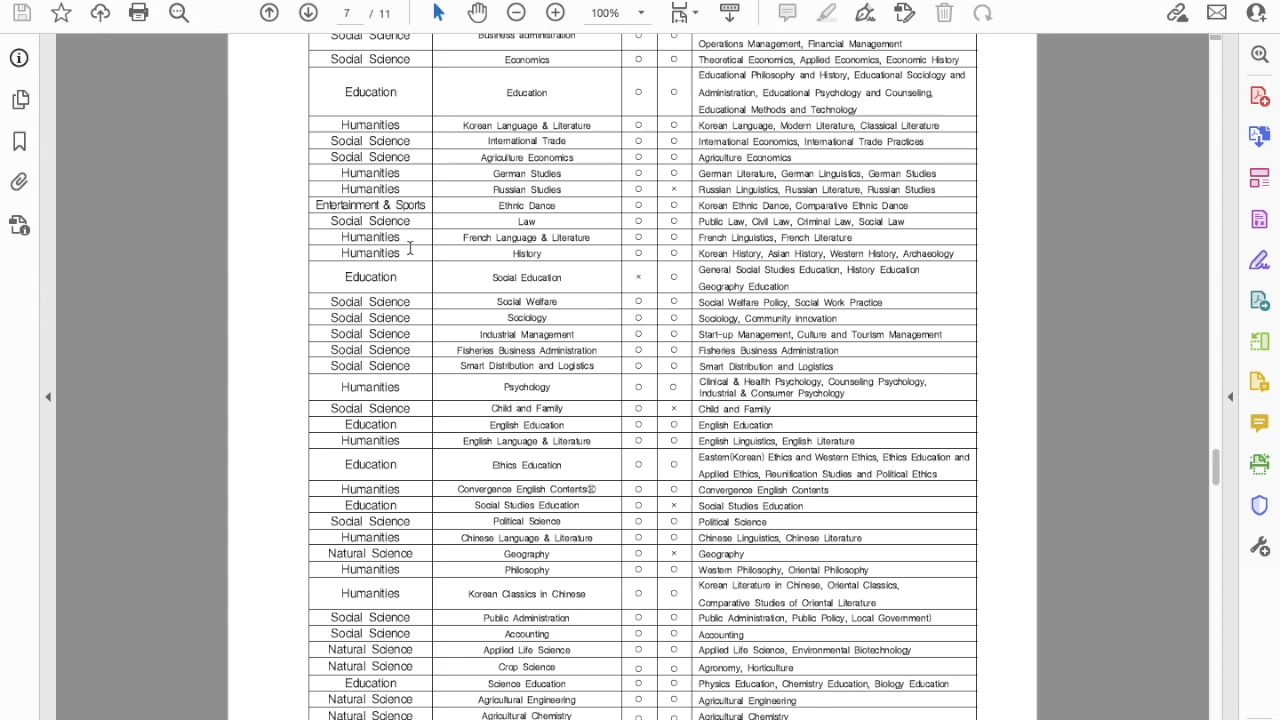 7 / 11 100%
Social Science Business administration ○ ○ Operations Management, Financial Management
Social Science Economics ○ ○ Theoretical Economics, Applied Economics, Economic History
Education Education ○ ○ Educational Philosophy and History, Educational Sociology and
Administration, Educational Psychology and Counseling,
Educational Methods and Technology
Humanities Korean Language & Literature ○ ○ Korean Language, Modern Literature, Classical Literature
Social Science International Trade ○ ○ International Economics, International Trade Practices
Social Science Agriculture Economics ○ ○ Agriculture Economics
Humanities German Studies ○ ○ German Literature, German Linguistics, German Studies
Humanities Russian Studies ○ × Russian Linguistics, Russian Literature, Russian Studies
Entertainment & Sports Ethnic Dance ○ ○ Korean Ethnic Dance, Comparative Ethnic Dance
Social Science Law ○ ○ Public Law, Civil Law, Criminal Law, Social Law
Humanities French Language & Literature ○ ○ French Linguistics, French Literature
Humanities History ○ ○ Korean History, Asian History, Western History, Archaeology
Education Social Education × ○ General Social Studies Education, History Education
Geography Education
Social Science Social Welfare ○ ○ Social Welfare Policy, Social Work Practice
Social Science Sociology ○ ○ Sociology, Community innovation
Social Science Industrial Management ○ ○ Start-up Management, Culture and Tourism Management
Social Science Fisheries Business Administration ○ ○ Fisheries Business Administration
Social Science Smart Distribution and Logistics ○ ○ Smart Distribution and Logistics
Humanities Psychology ○ ○ Clinical & Health Psychology, Counseling Psychology,
Industrial & Consumer Psychology
Social Science Child and Family ○ × Child and Family
Education English Education ○ ○ English Education
Humanities English Language & Literature ○ ○ English Linguistics, English Literature
Education Ethics Education ○ ○ Eastern(Korean) Ethics and Western Ethics, Ethics Education and
Applied Ethics, Reunification Studies and Political Ethics
Humanities Convergence English Contents ○ ○ Convergence English Contents
Education Social Studies Education ○ × Social Studies Education
Social Science Political Science ○ ○ Political Science
Humanities Chinese Language & Literature ○ ○ Chinese Linguistics, Chinese Literature
Natural Science Geography ○ × Geography
Humanities Philosophy ○ ○ Western Philosophy, Oriental Philosophy
Humanities Korean Classics in Chinese ○ ○ Korean Literature in Chinese, Oriental Classics,
Comparative Studies of Oriental Literature
Social Science Public Administration ○ ○ Public Administration, Public Policy, Local Government)
Social Science Accounting ○ ○ Accounting
Natural Science Applied Life Science ○ ○ Applied Life Science, Environmental Biotechnology
Natural Science Crop Science ○ ○ Agronomy, Horticulture
Education Science Education ○ ○ Physics Education, Chemistry Education, Biology Education
Natural Science Agricultural Engineering ○ ○ Agricultural Engineering
Natural Science Agricultural Chemistry ○ ○ Agricultural Chemistry